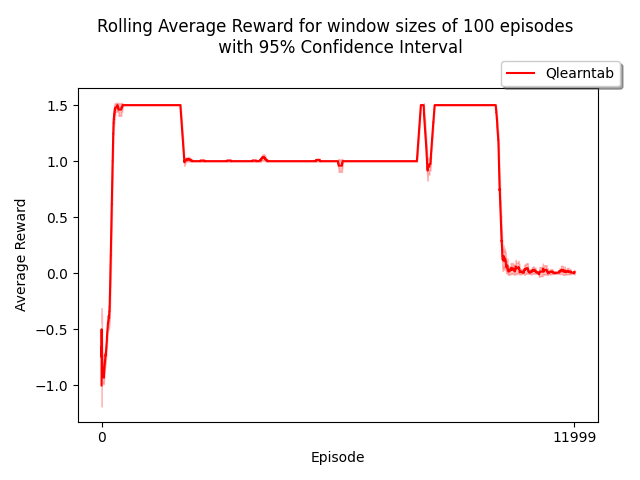 Rolling Average Reward for window sizes of 100 episodes
with 95% Confidence Interval
Qlearntab
1.5
1.0
0.5
0.0
−0.5
−1.0
Average Reward
0
11999
Episode